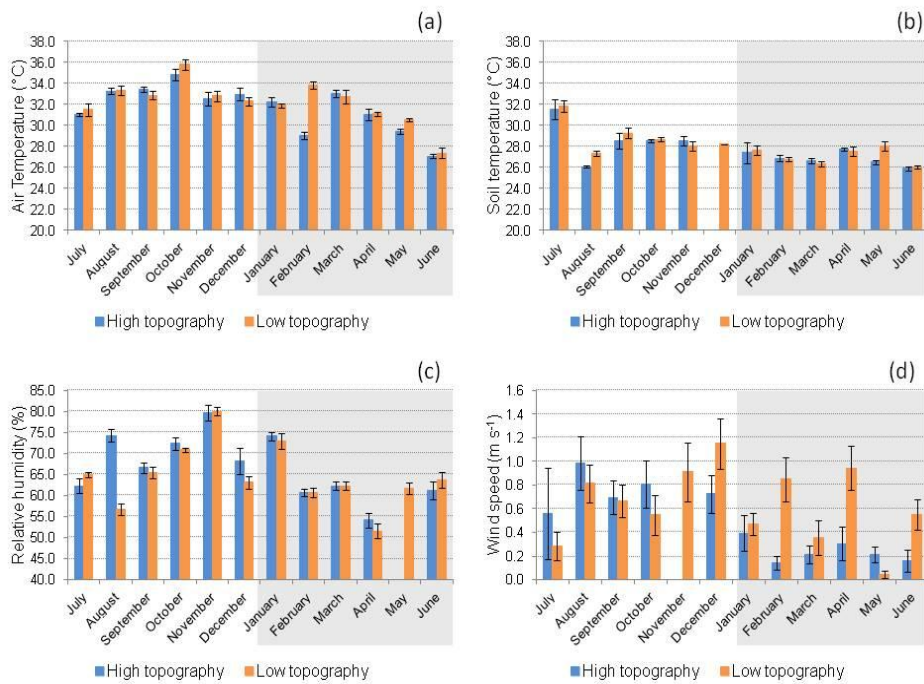 (a)
Air Temperature (°C)
38.0
36.0
34.0
32.0
30.0
28.0
26.0
24.0
22.0
20.0
July
August
September
October
November
December
January
February
March
April
May
June
High topography Low topography
(b)
Soil temperature (°C)
38.0
36.0
34.0
32.0
30.0
28.0
26.0
24.0
22.0
20.0
July
August
September
October
November
December
January
February
March
April
May
June
High topography Low topography
(c)
Relative humidity (%)
85.0
80.0
75.0
70.0
65.0
60.0
55.0
50.0
45.0
40.0
July
August
September
October
November
December
January
February
March
April
May
June
High topography Low topography
(d)
Wind speed (m s-1)
1.6
1.4
1.2
1.0
0.8
0.6
0.4
0.2
0.0
July
August
September
October
November
December
January
February
March
April
May
June
High topography Low topography